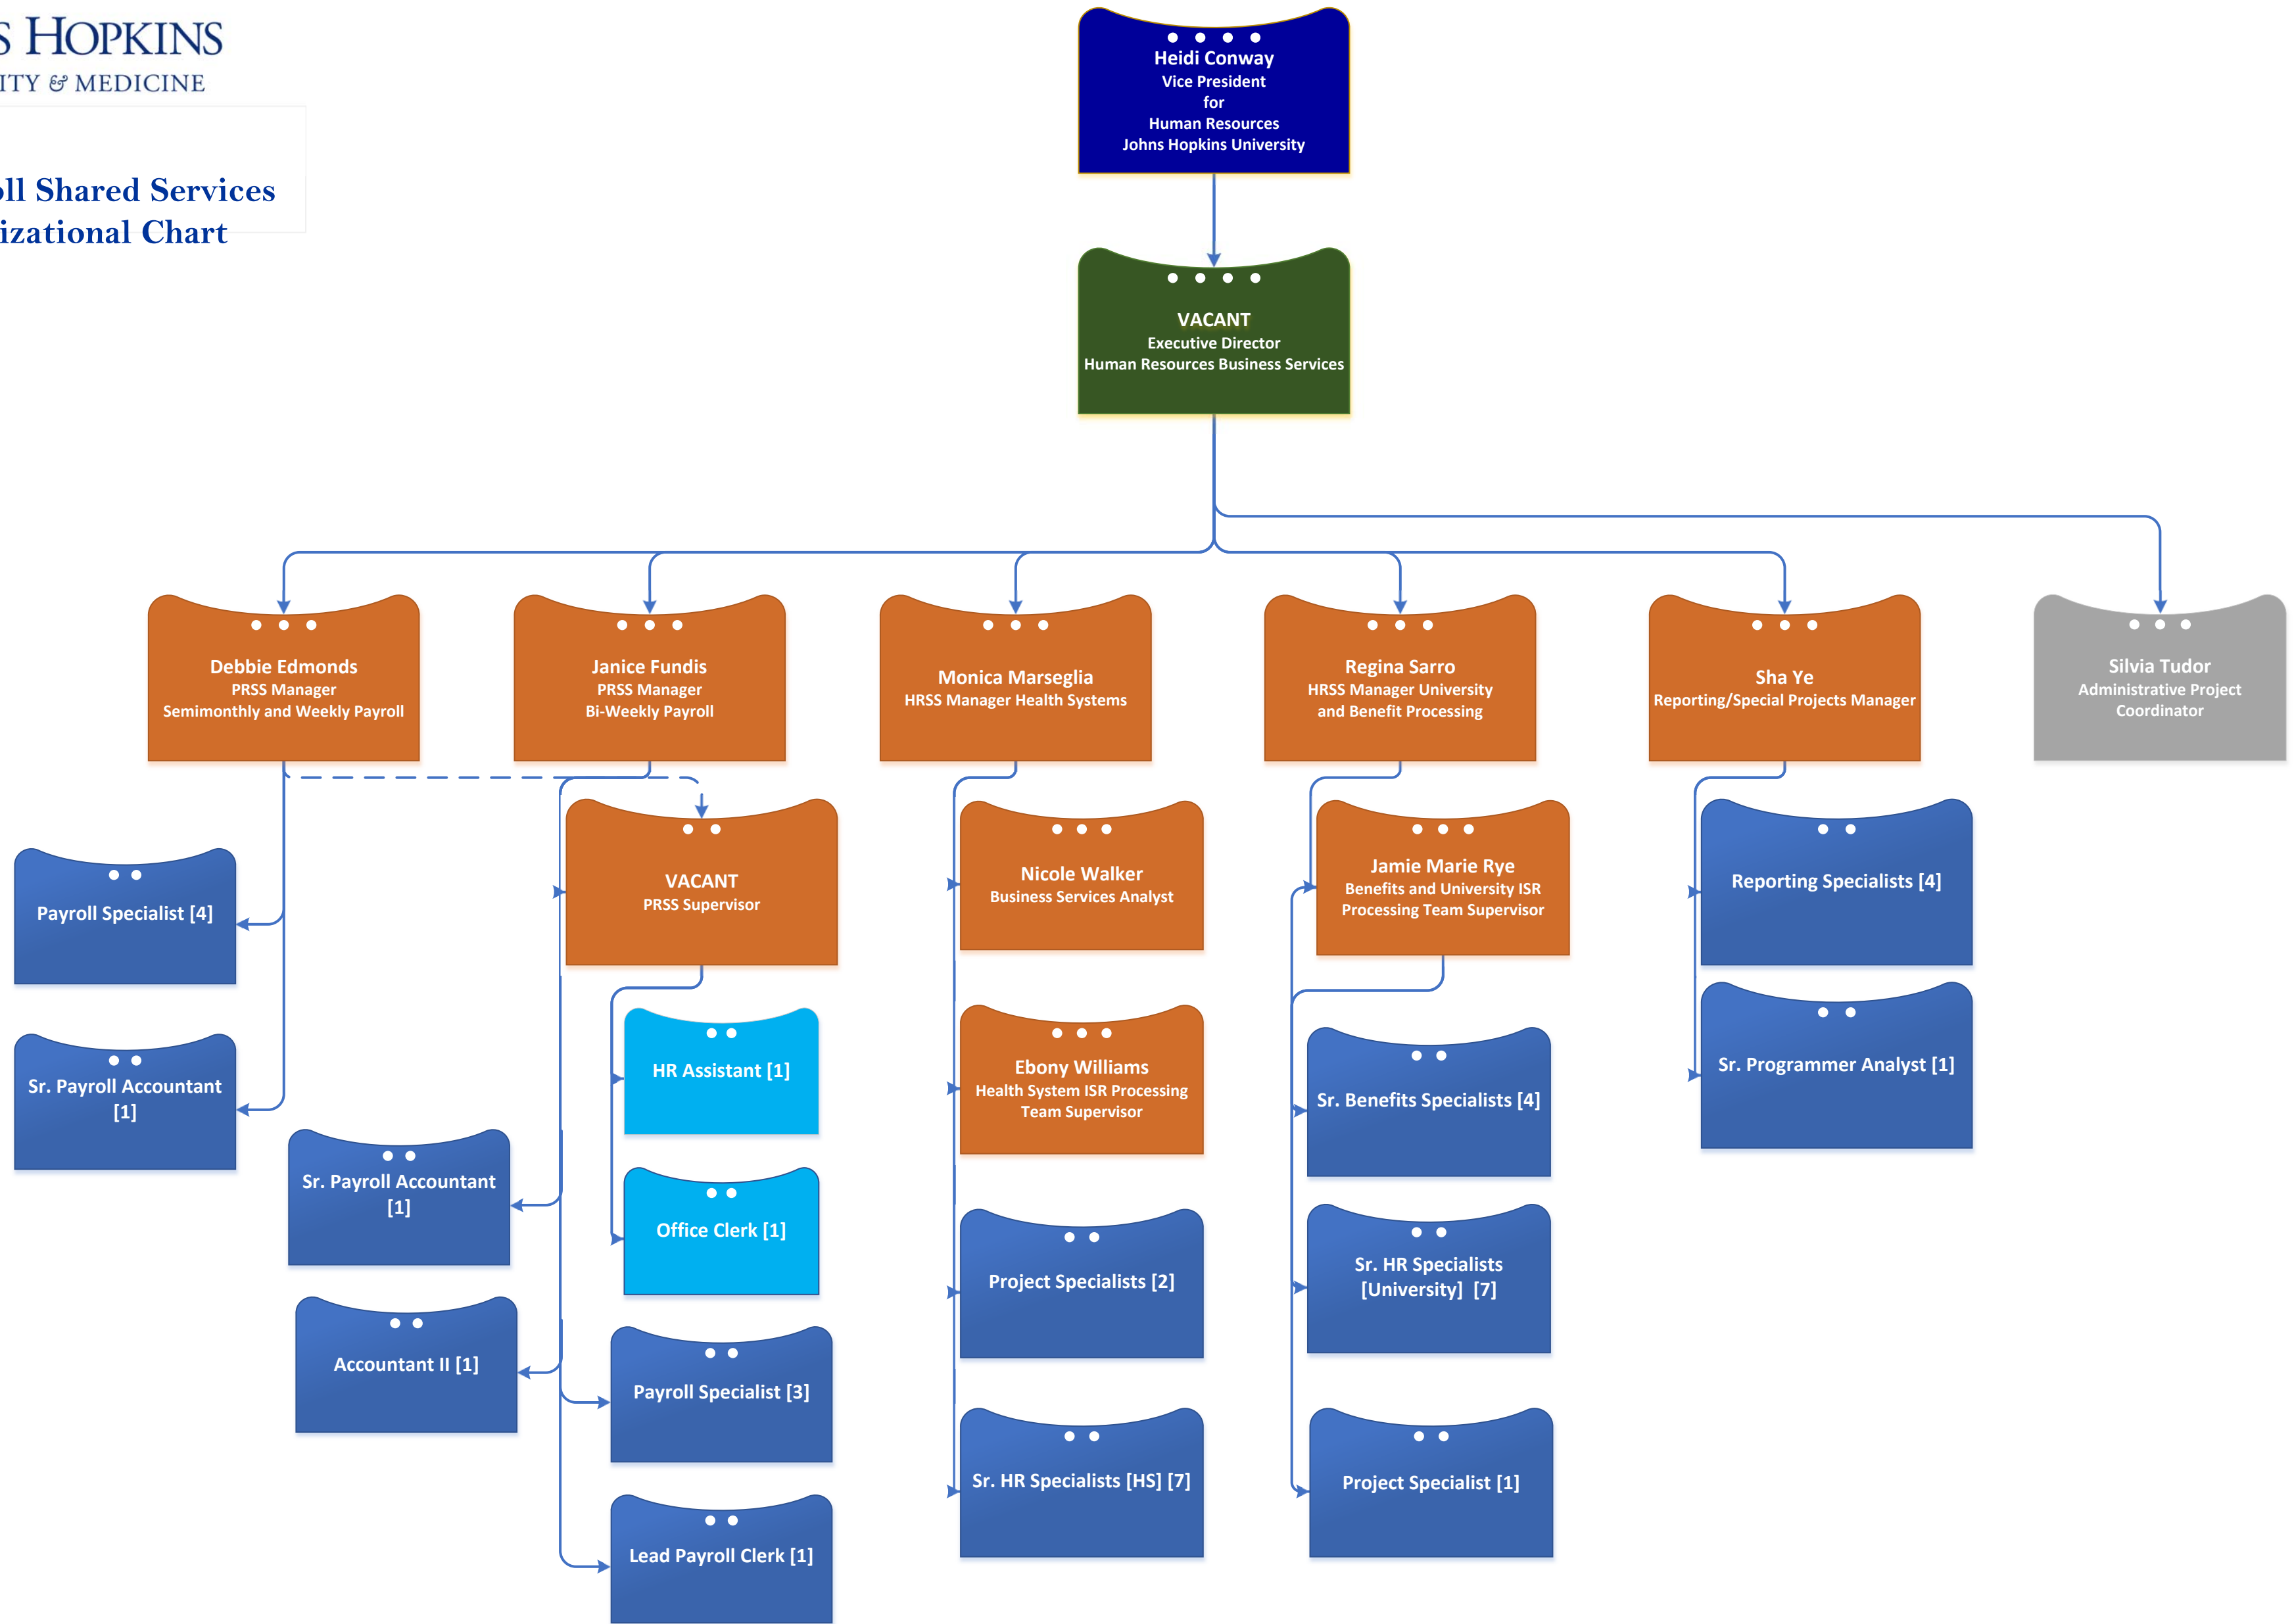 HOPKINS
& MEDICINE
Shared Services
Chart
Heidi Conway
Vice President
for
Human Resources
Johns Hopkins University
VACANT
Executive Director
Human Resources Business Services
Debbie Edmonds
PRSS Manager
Semimonthly and Weekly Payroll
Janice Fundis
PRSS Manager
Bi-Weekly Payroll
Monica Marseglia
HRSS Manager Health Systems
Regina Sarro
HRSS Manager University
and Benefit Processing
Sha Ye
Reporting/Special Projects Manager
Silvia Tudor
Administrative Project
Coordinator
Payroll Specialist [4]
Sr. Payroll Accountant
[1]
VACANT
PRSS Supervisor
HR Assistant [1]
Office Clerk [1]
Sr. Payroll Accountant
[1]
Accountant II [1]
Payroll Specialist [3]
Lead Payroll Clerk [1]
Nicole Walker
Business Services Analyst
Ebony Williams
Health System ISR Processing
Team Supervisor
Project Specialists [2]
Sr. HR Specialists [HS] [7]
Jamie Marie Rye
Benefits and University ISR
Processing Team Supervisor
Sr. Benefits Specialists [4]
Sr. HR Specialists
[University] [7]
Project Specialist [1]
Reporting Specialists [4]
Sr. Programmer Analyst [1]